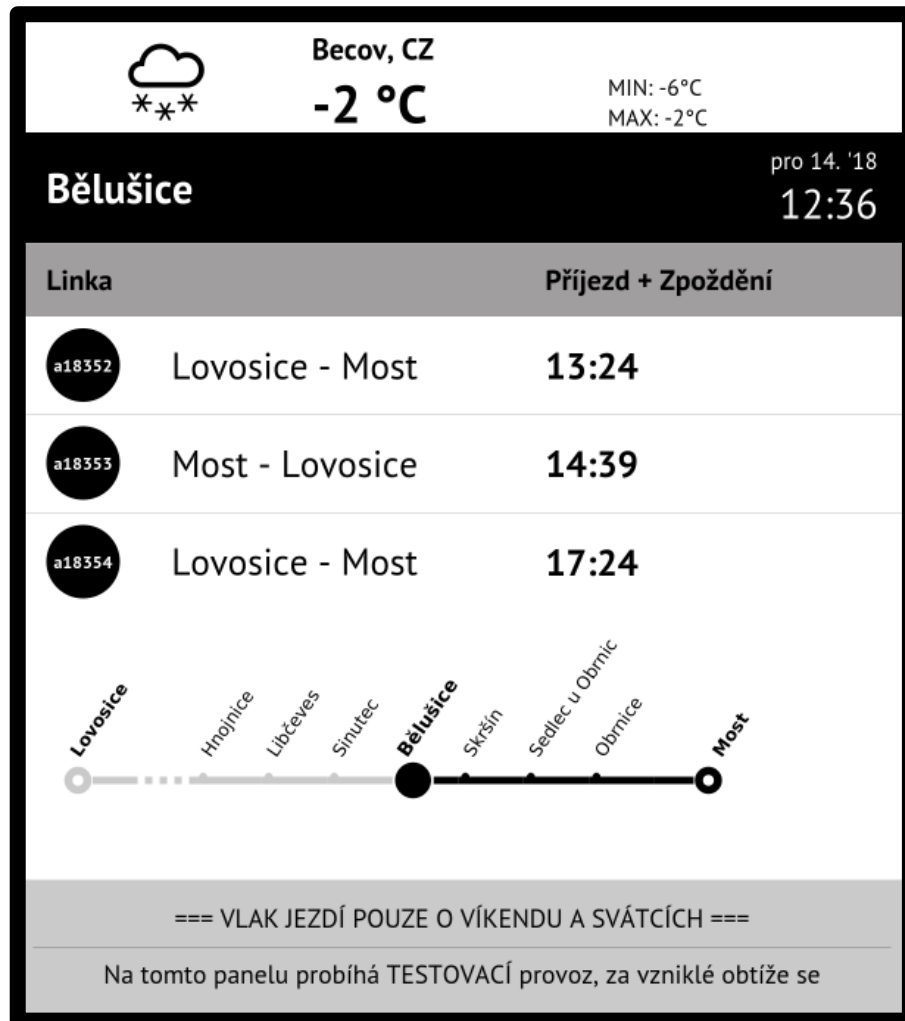 Becov, CZ
-2 °C
MIN: -6°C
MAX: -2°C
Bělušice
pro 14. '18
12:36
Linka Příjezd + Zpoždění
a18352 Lovosice - Most 13:24
a18353 Most - Lovosice 14:39
a18354 Lovosice - Most 17:24
Lovosice
Hnojnice
Libčeves
Sinutec
Bělušice
Skršín
Sedlec u Obrnic
Obrnice
Most
=== VLAK JEZDÍ POUZE O VÍKENDU A SVÁTCÍCH ===
Na tomto panelu probíhá TESTOVACÍ provoz, za vzniklé obtíže se